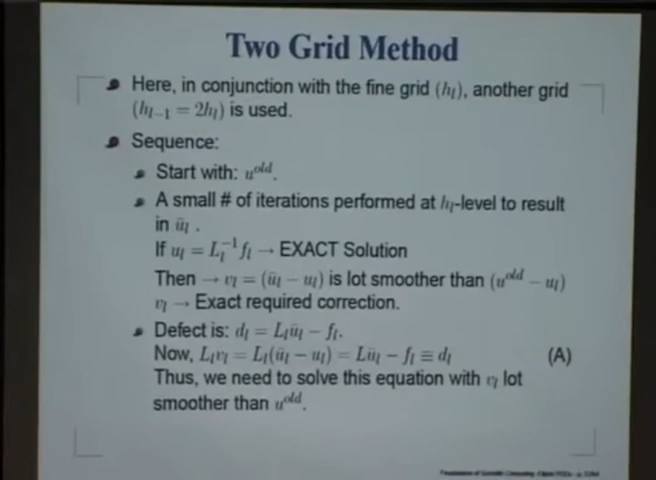 Two Grid Method
Here, in conjunction with the fine grid (hₗ), another grid
(hₗ₋₁ = 2hₗ) is used.
Sequence:
Start with: uᵒˡᵈ.
A small # of iterations performed at hₗ-level to result
in ūₗ .
If uₗ = Lₗ⁻¹fₗ → EXACT Solution
Then → vₗ = (ūₗ − uₗ) is lot smoother than (uᵒˡᵈ − uₗ)
vₗ → Exact required correction.
Defect is: dₗ = Lₗūₗ − fₗ.
Now, Lₗvₗ = Lₗ(ūₗ − uₗ) = Lūₗ − fₗ ≡ dₗ (A)
Thus, we need to solve this equation with vₗ lot
smoother than uᵒˡᵈ.